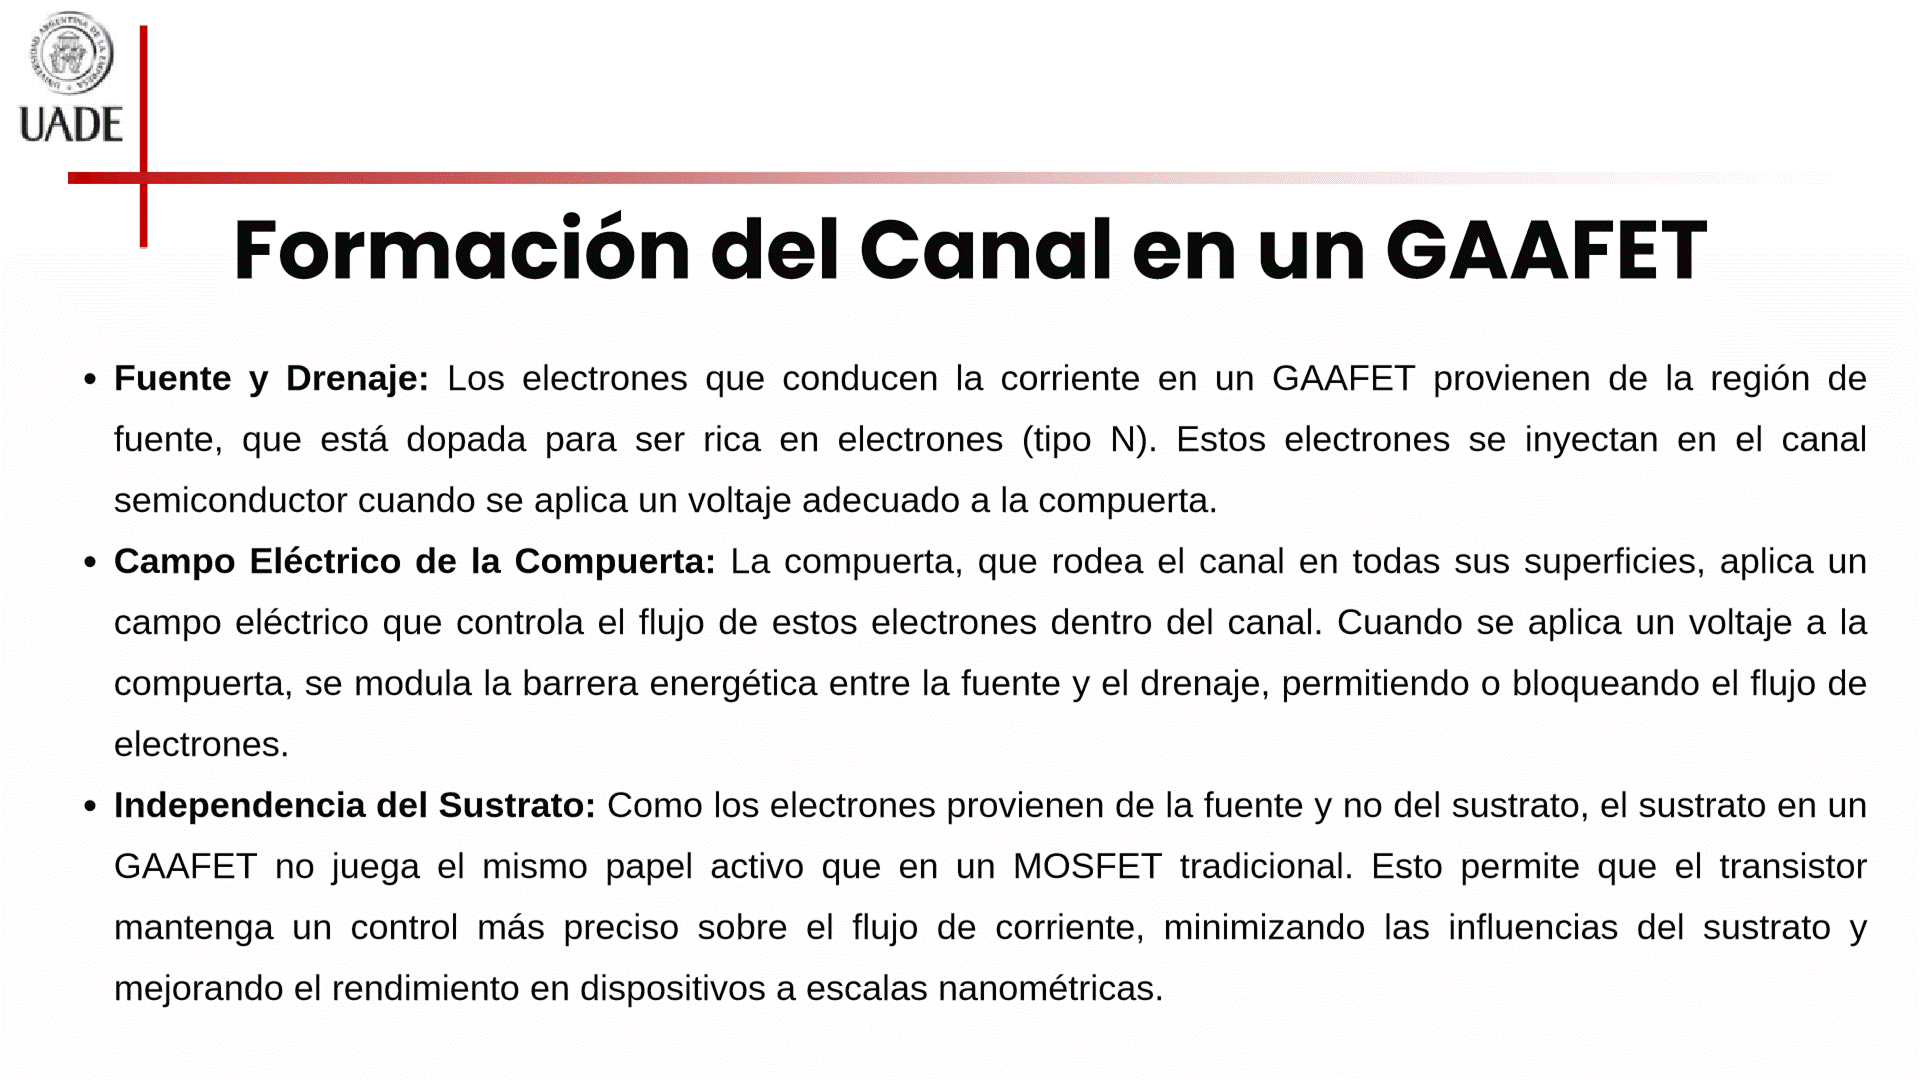 UNIVERSIDAD ARGENTINA DE LA EMPRESA
UADE
Formación del Canal en un GAAFET
• Fuente y Drenaje: Los electrones que conducen la corriente en un GAAFET provienen de la región de
fuente, que está dopada para ser rica en electrones (tipo N). Estos electrones se inyectan en el canal
semiconductor cuando se aplica un voltaje adecuado a la compuerta.
• Campo Eléctrico de la Compuerta: La compuerta, que rodea el canal en todas sus superficies, aplica un
campo eléctrico que controla el flujo de estos electrones dentro del canal. Cuando se aplica un voltaje a la
compuerta, se modula la barrera energética entre la fuente y el drenaje, permitiendo o bloqueando el flujo de
electrones.
• Independencia del Sustrato: Como los electrones provienen de la fuente y no del sustrato, el sustrato en un
GAAFET no juega el mismo papel activo que en un MOSFET tradicional. Esto permite que el transistor
mantenga un control más preciso sobre el flujo de corriente, minimizando las influencias del sustrato y
mejorando el rendimiento en dispositivos a escalas nanométricas.